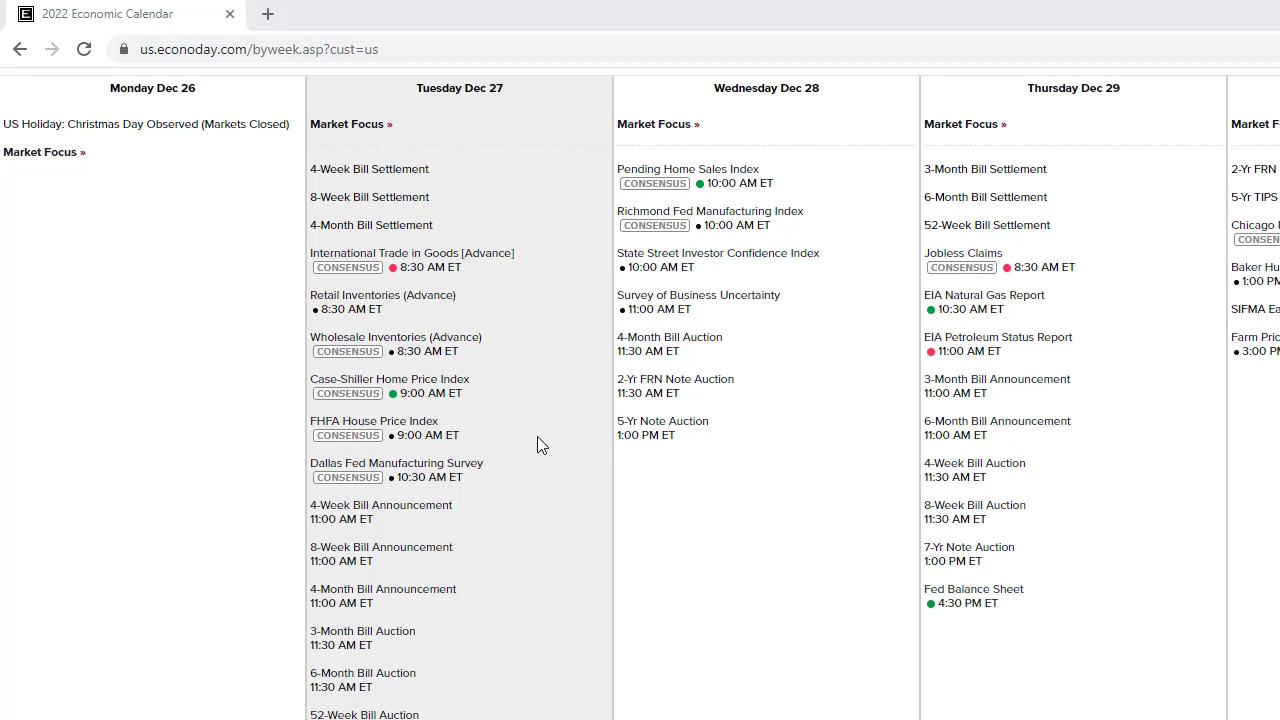 2022 Economic Calendar
us.econoday.com/byweek.asp?cust=us
Monday Dec 26
US Holiday: Christmas Day Observed (Markets Closed)
Market Focus »
Tuesday Dec 27
Market Focus »
4-Week Bill Settlement
8-Week Bill Settlement
4-Month Bill Settlement
International Trade in Goods [Advance]
CONSENSUS 8:30 AM ET
Retail Inventories (Advance)
8:30 AM ET
Wholesale Inventories (Advance)
CONSENSUS 8:30 AM ET
Case-Shiller Home Price Index
CONSENSUS 9:00 AM ET
FHFA House Price Index
CONSENSUS 9:00 AM ET
Dallas Fed Manufacturing Survey
CONSENSUS 10:30 AM ET
4-Week Bill Announcement
11:00 AM ET
8-Week Bill Announcement
11:00 AM ET
4-Month Bill Announcement
11:00 AM ET
3-Month Bill Auction
11:30 AM ET
6-Month Bill Auction
11:30 AM ET
52-Week Bill Auction
Wednesday Dec 28
Market Focus »
Pending Home Sales Index
CONSENSUS 10:00 AM ET
Richmond Fed Manufacturing Index
CONSENSUS 10:00 AM ET
State Street Investor Confidence Index
10:00 AM ET
Survey of Business Uncertainty
11:00 AM ET
4-Month Bill Auction
11:30 AM ET
2-Yr FRN Note Auction
11:30 AM ET
5-Yr Note Auction
1:00 PM ET
Thursday Dec 29
Market Focus »
3-Month Bill Settlement
6-Month Bill Settlement
52-Week Bill Settlement
Jobless Claims
CONSENSUS 8:30 AM ET
EIA Natural Gas Report
10:30 AM ET
EIA Petroleum Status Report
11:00 AM ET
3-Month Bill Announcement
11:00 AM ET
6-Month Bill Announcement
11:00 AM ET
4-Week Bill Auction
11:30 AM ET
8-Week Bill Auction
11:30 AM ET
7-Yr Note Auction
1:00 PM ET
Fed Balance Sheet
4:30 PM ET
Market
2-Yr FRN
5-Yr TIPS
Chicago
Baker
1:00
SIFMA
Farm
3:00